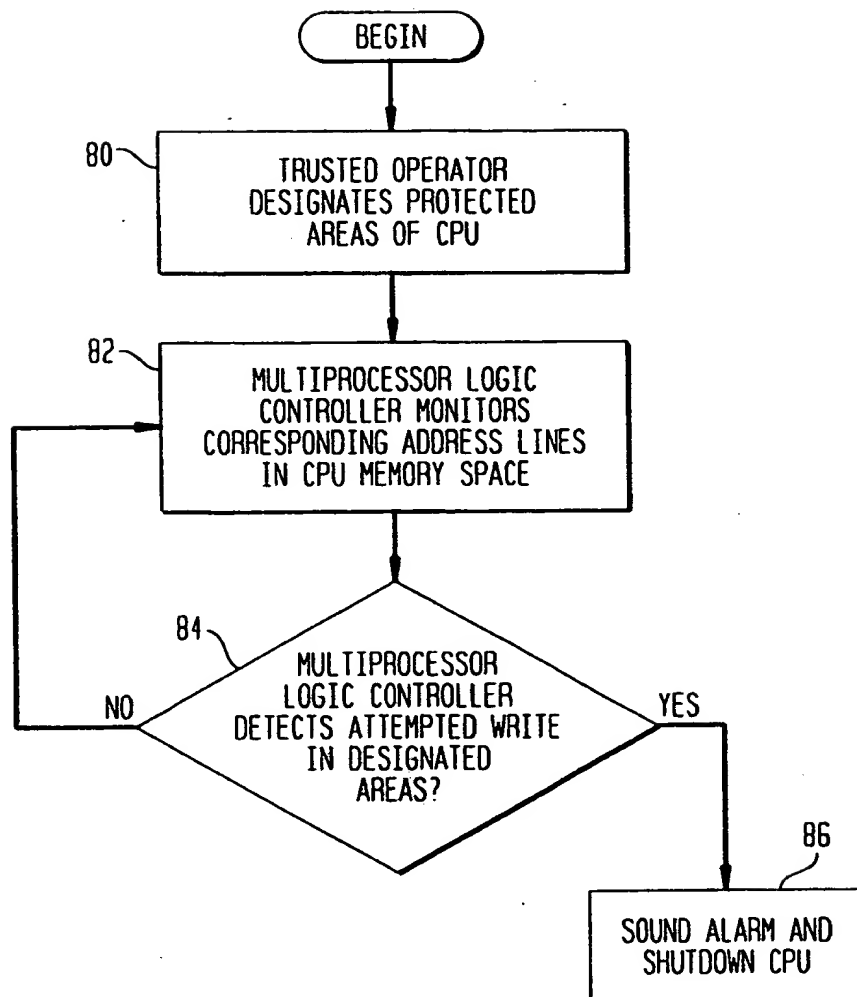 BEGIN
80
TRUSTED OPERATOR
DESIGNATES PROTECTED
AREAS OF CPU
82
MULTIPROCESSOR LOGIC
CONTROLLER MONITORS
CORRESPONDING ADDRESS LINES
IN CPU MEMORY SPACE
84
MULTIPROCESSOR
LOGIC CONTROLLER
DETECTS ATTEMPTED WRITE
IN DESIGNATED
AREAS?
NO
YES
86
SOUND ALARM AND
SHUTDOWN CPU